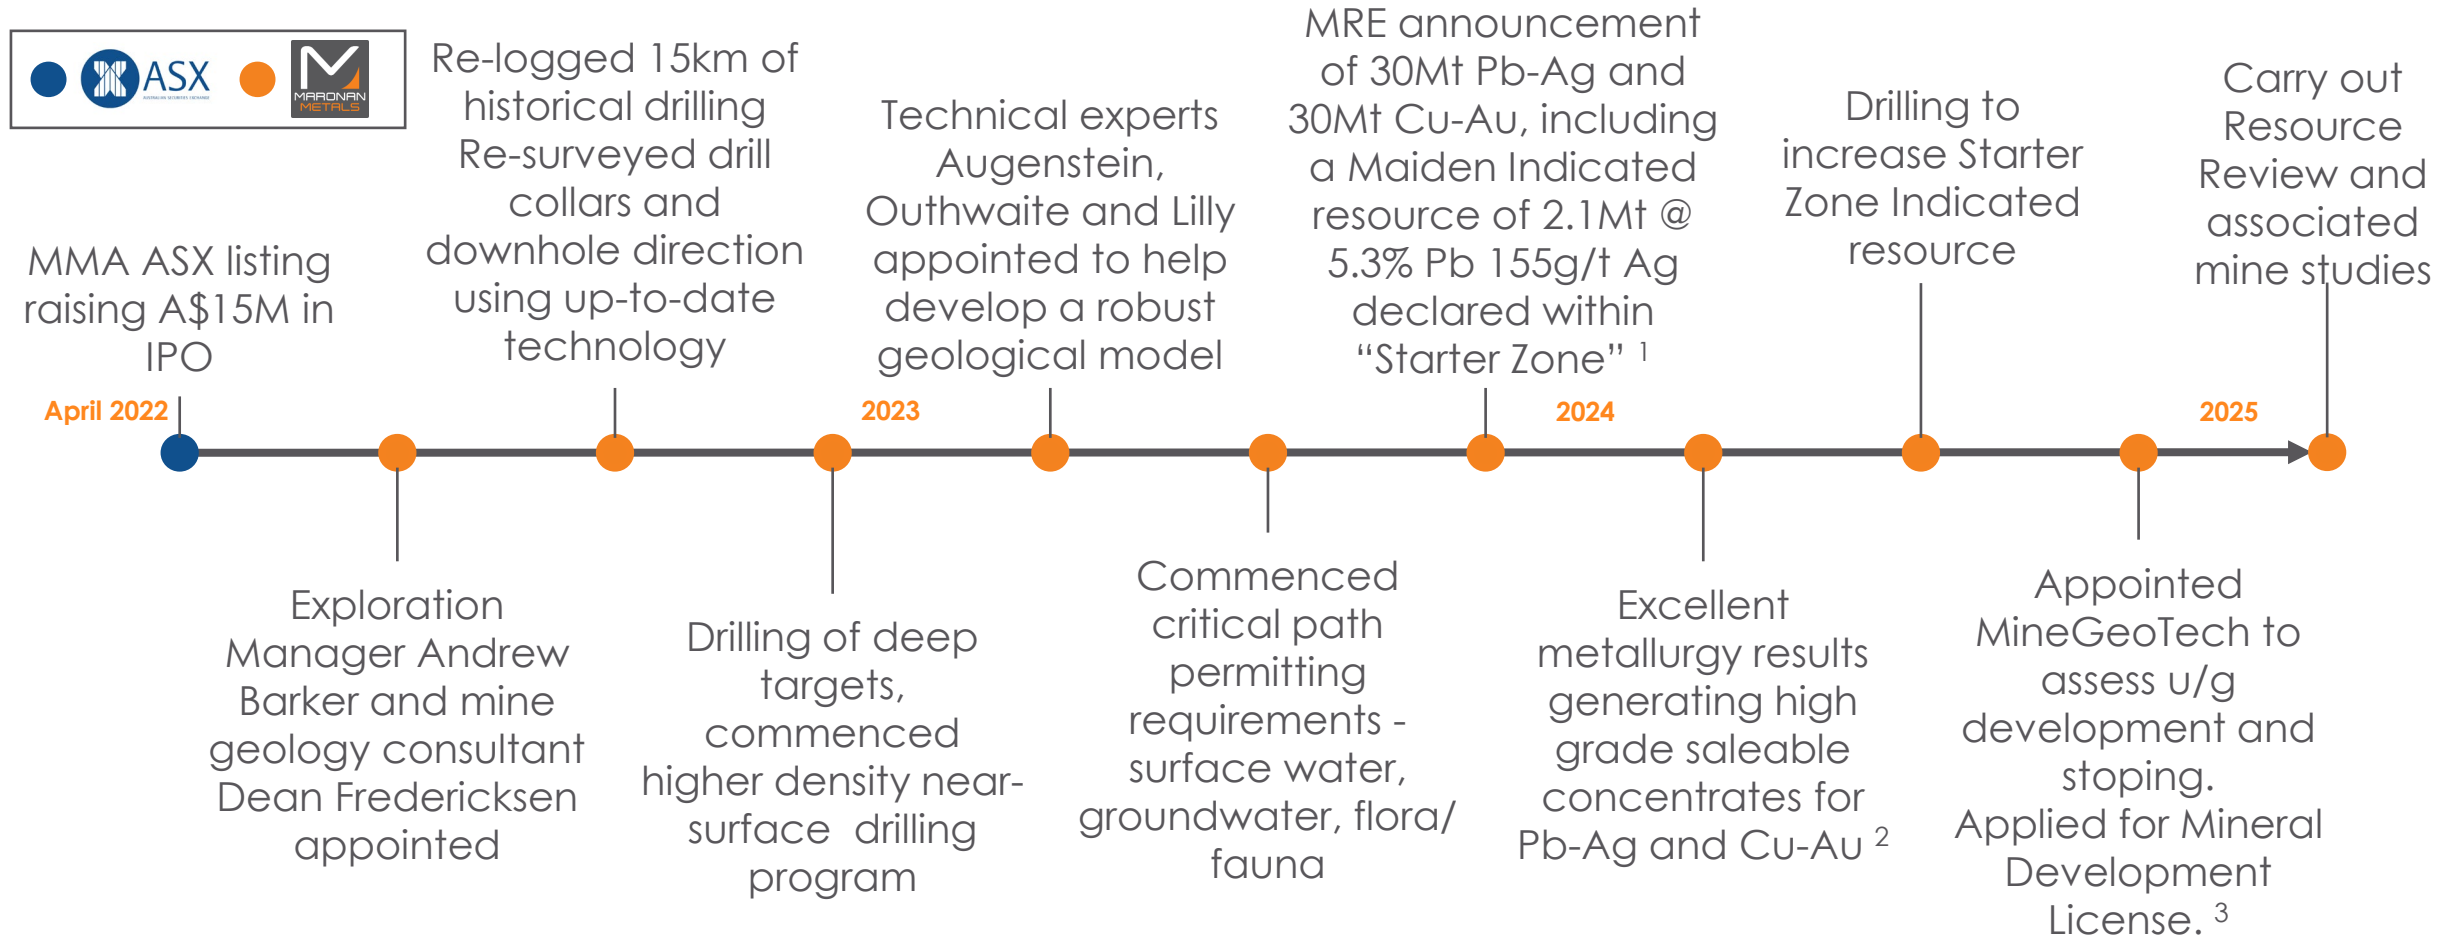 ASX
MARONAN
METALS
MMA ASX listing
raising A$15M in
IPO
April 2022
Re-logged 15km of
historical drilling
Re-surveyed drill
collars and
downhole direction
using up-to-date
technology
2023
Technical experts
Augenstein,
Outhwaite and Lilly
appointed to help
develop a robust
geological model
MRE announcement
of 30Mt Pb-Ag and
30Mt Cu-Au, including
a Maiden Indicated
resource of 2.1Mt @
5.3% Pb 155g/t Ag
declared within
“Starter Zone” 1
2024
Drilling to
increase Starter
Zone Indicated
resource
2025
Carry out
Resource
Review and
associated
mine studies
Exploration
Manager Andrew
Barker and mine
geology consultant
Dean Fredericksen
appointed
Drilling of deep
targets,
commenced
higher density near-
surface  drilling
program
Commenced
critical path
permitting
requirements -
surface water,
groundwater, flora/
fauna
Excellent
metallurgy results
generating high
grade saleable
concentrates for
Pb-Ag and Cu-Au 2
Appointed
MineGeoTech to
assess u/g
development and
stoping.
Applied for Mineral
Development
License. 3